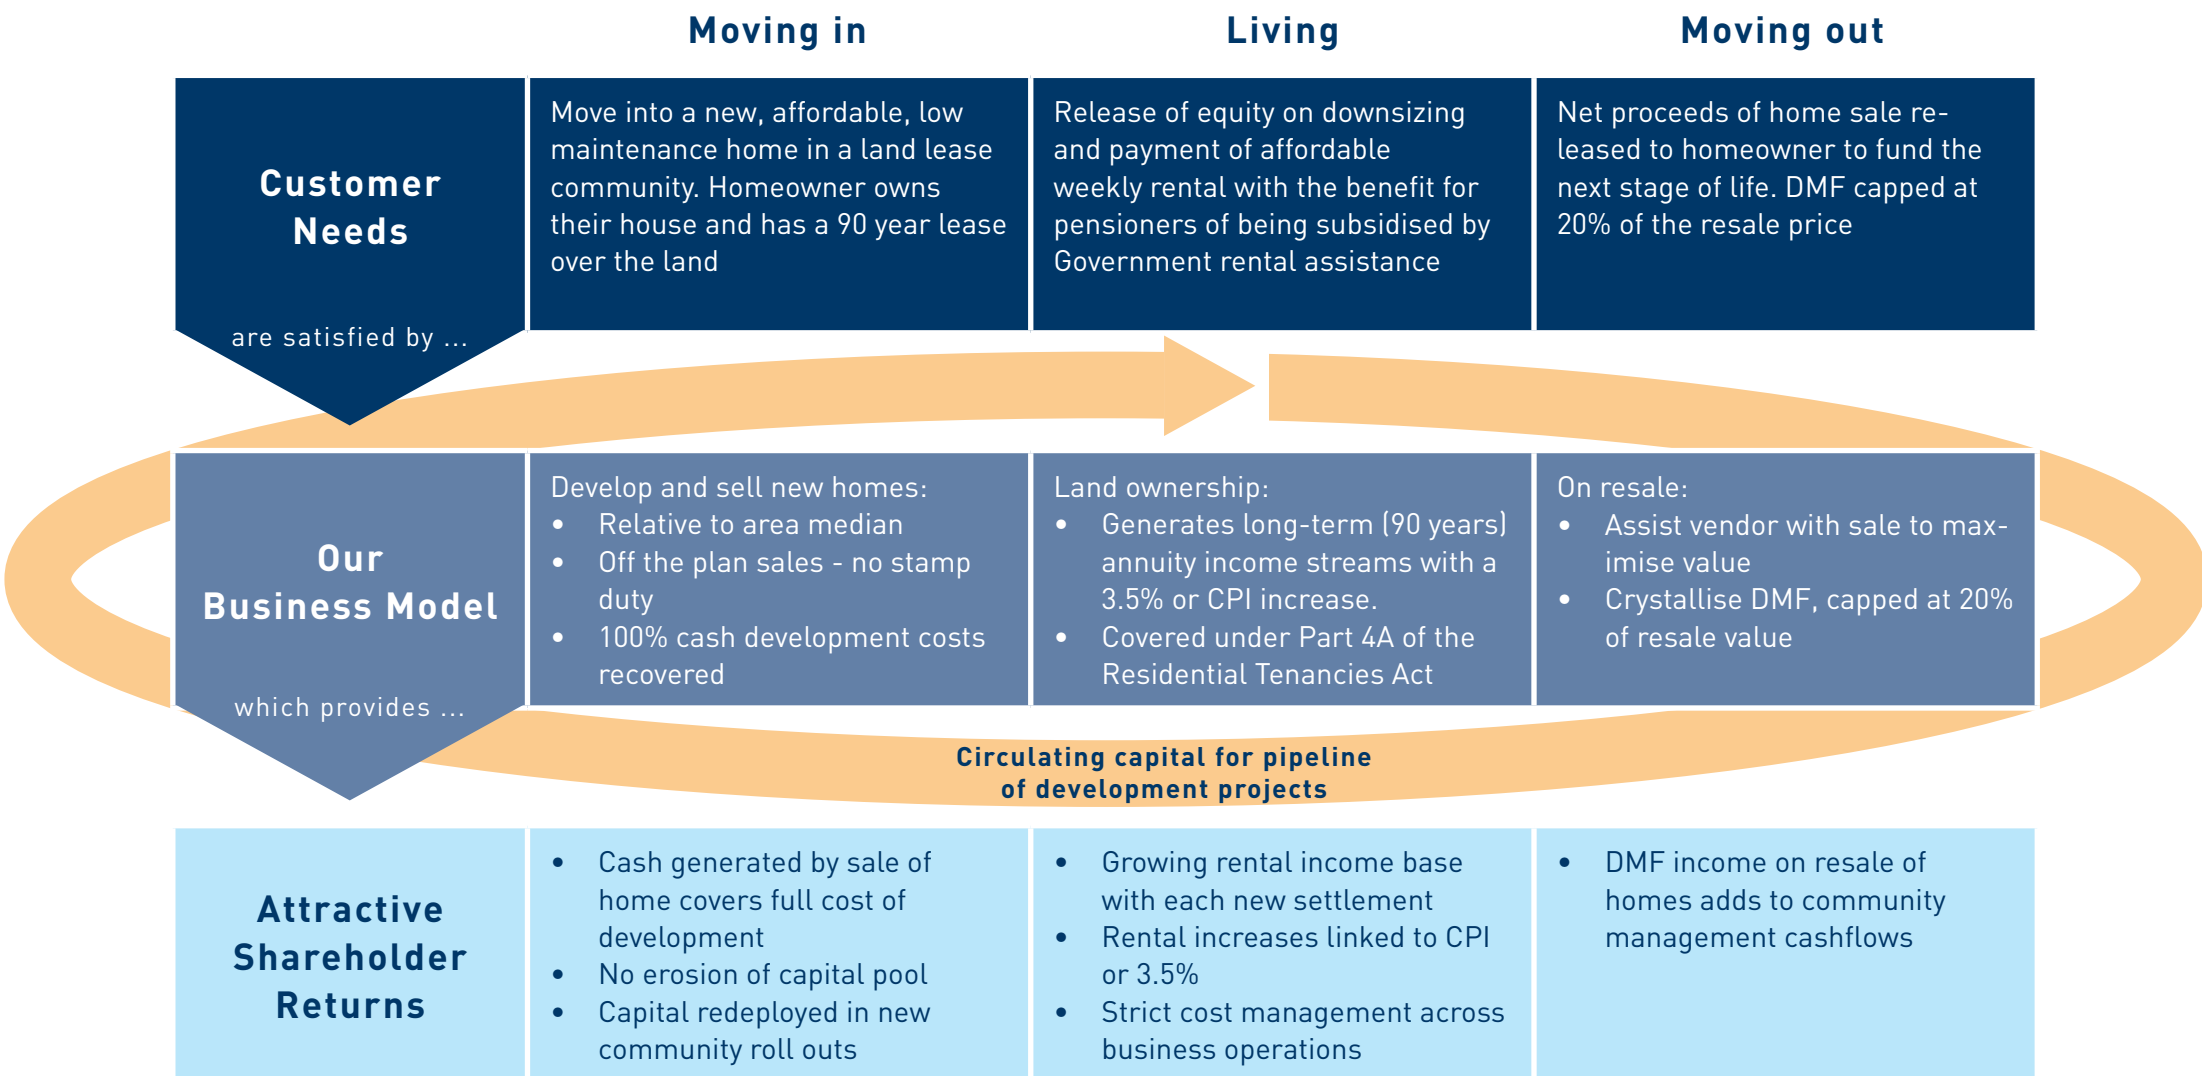 Moving in
Living
Moving out
Customer
Needs
are satisfied by ...
Move into a new, affordable, low
maintenance home in a land lease
community. Homeowner owns
their house and has a 90 year lease
over the land
Release of equity on downsizing
and payment of affordable
weekly rental with the benefit for
pensioners of being subsidised by
Government rental assistance
Net proceeds of home sale re-
leased to homeowner to fund the
next stage of life. DMF capped at
20% of the resale price
Our
Business Model
which provides ...
Develop and sell new homes:
• Relative to area median
• Off the plan sales - no stamp
duty
• 100% cash development costs
recovered
Land ownership:
• Generates long-term (90 years)
annuity income streams with a
3.5% or CPI increase.
• Covered under Part 4A of the
Residential Tenancies Act
On resale:
• Assist vendor with sale to max-
imise value
• Crystallise DMF, capped at 20%
of resale value
Circulating capital for pipeline
of development projects
Attractive
Shareholder
Returns
• Cash generated by sale of
home covers full cost of
development
• No erosion of capital pool
• Capital redeployed in new
community roll outs
• Growing rental income base
with each new settlement
• Rental increases linked to CPI
or 3.5%
• Strict cost management across
business operations
• DMF income on resale of
homes adds to community
management cashflows